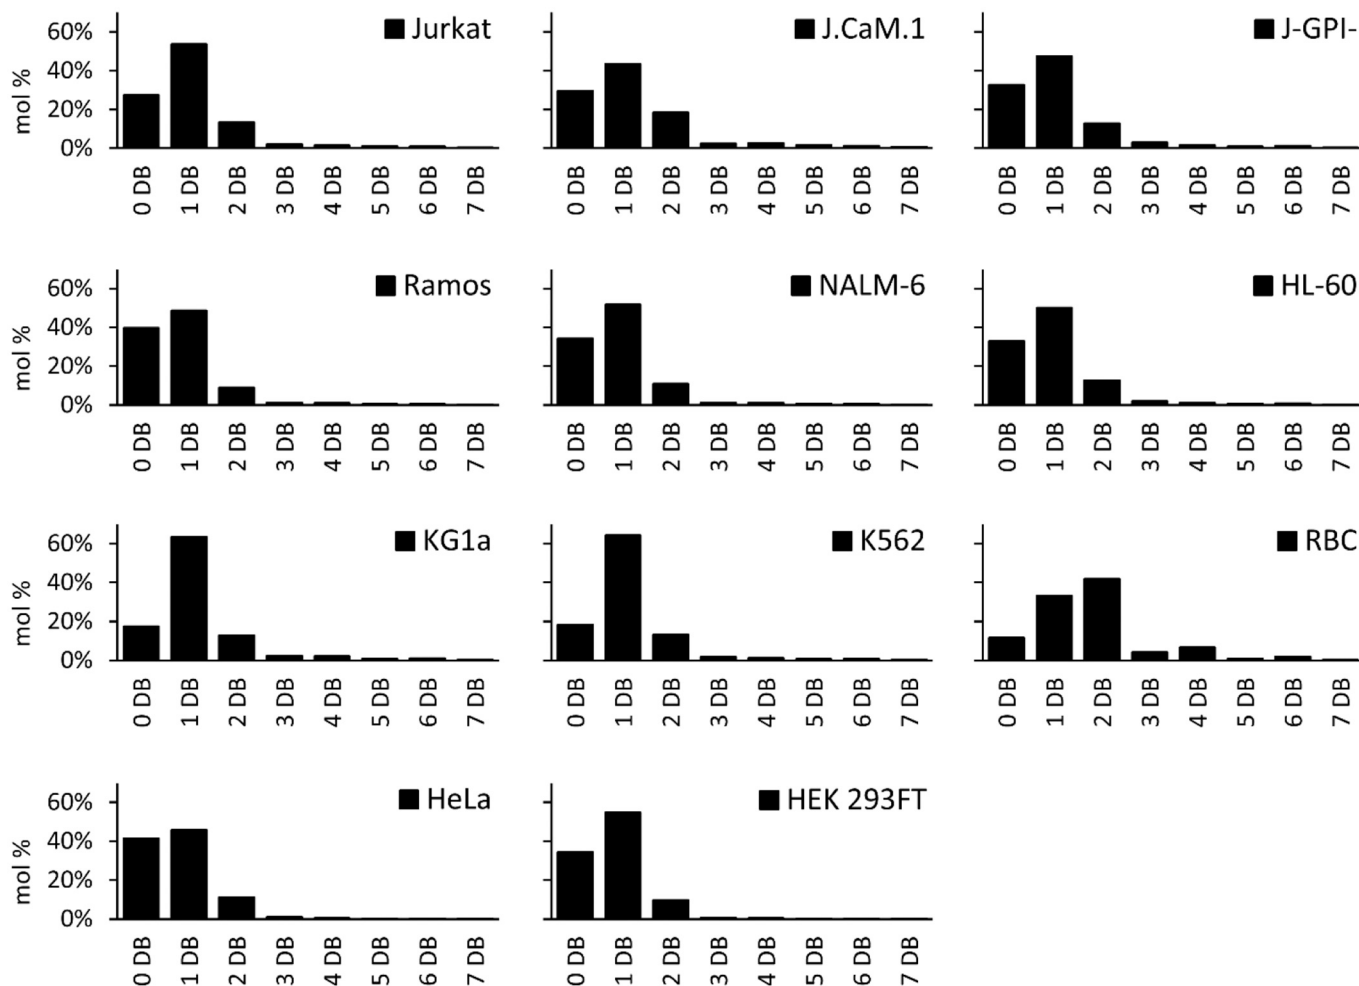 Jurkat
mol %
60%
40%
20%
0%
0 DB 1 DB 2 DB 3 DB 4 DB 5 DB 6 DB 7 DB
J.CaM.1
0 DB 1 DB 2 DB 3 DB 4 DB 5 DB 6 DB 7 DB
J-GPI-
0 DB 1 DB 2 DB 3 DB 4 DB 5 DB 6 DB 7 DB
Ramos
mol %
60%
40%
20%
0%
0 DB 1 DB 2 DB 3 DB 4 DB 5 DB 6 DB 7 DB
NALM-6
0 DB 1 DB 2 DB 3 DB 4 DB 5 DB 6 DB 7 DB
HL-60
0 DB 1 DB 2 DB 3 DB 4 DB 5 DB 6 DB 7 DB
KG1a
mol %
60%
40%
20%
0%
0 DB 1 DB 2 DB 3 DB 4 DB 5 DB 6 DB 7 DB
K562
0 DB 1 DB 2 DB 3 DB 4 DB 5 DB 6 DB 7 DB
RBC
0 DB 1 DB 2 DB 3 DB 4 DB 5 DB 6 DB 7 DB
HeLa
mol %
60%
40%
20%
0%
0 DB 1 DB 2 DB 3 DB 4 DB 5 DB 6 DB 7 DB
HEK 293FT
0 DB 1 DB 2 DB 3 DB 4 DB 5 DB 6 DB 7 DB